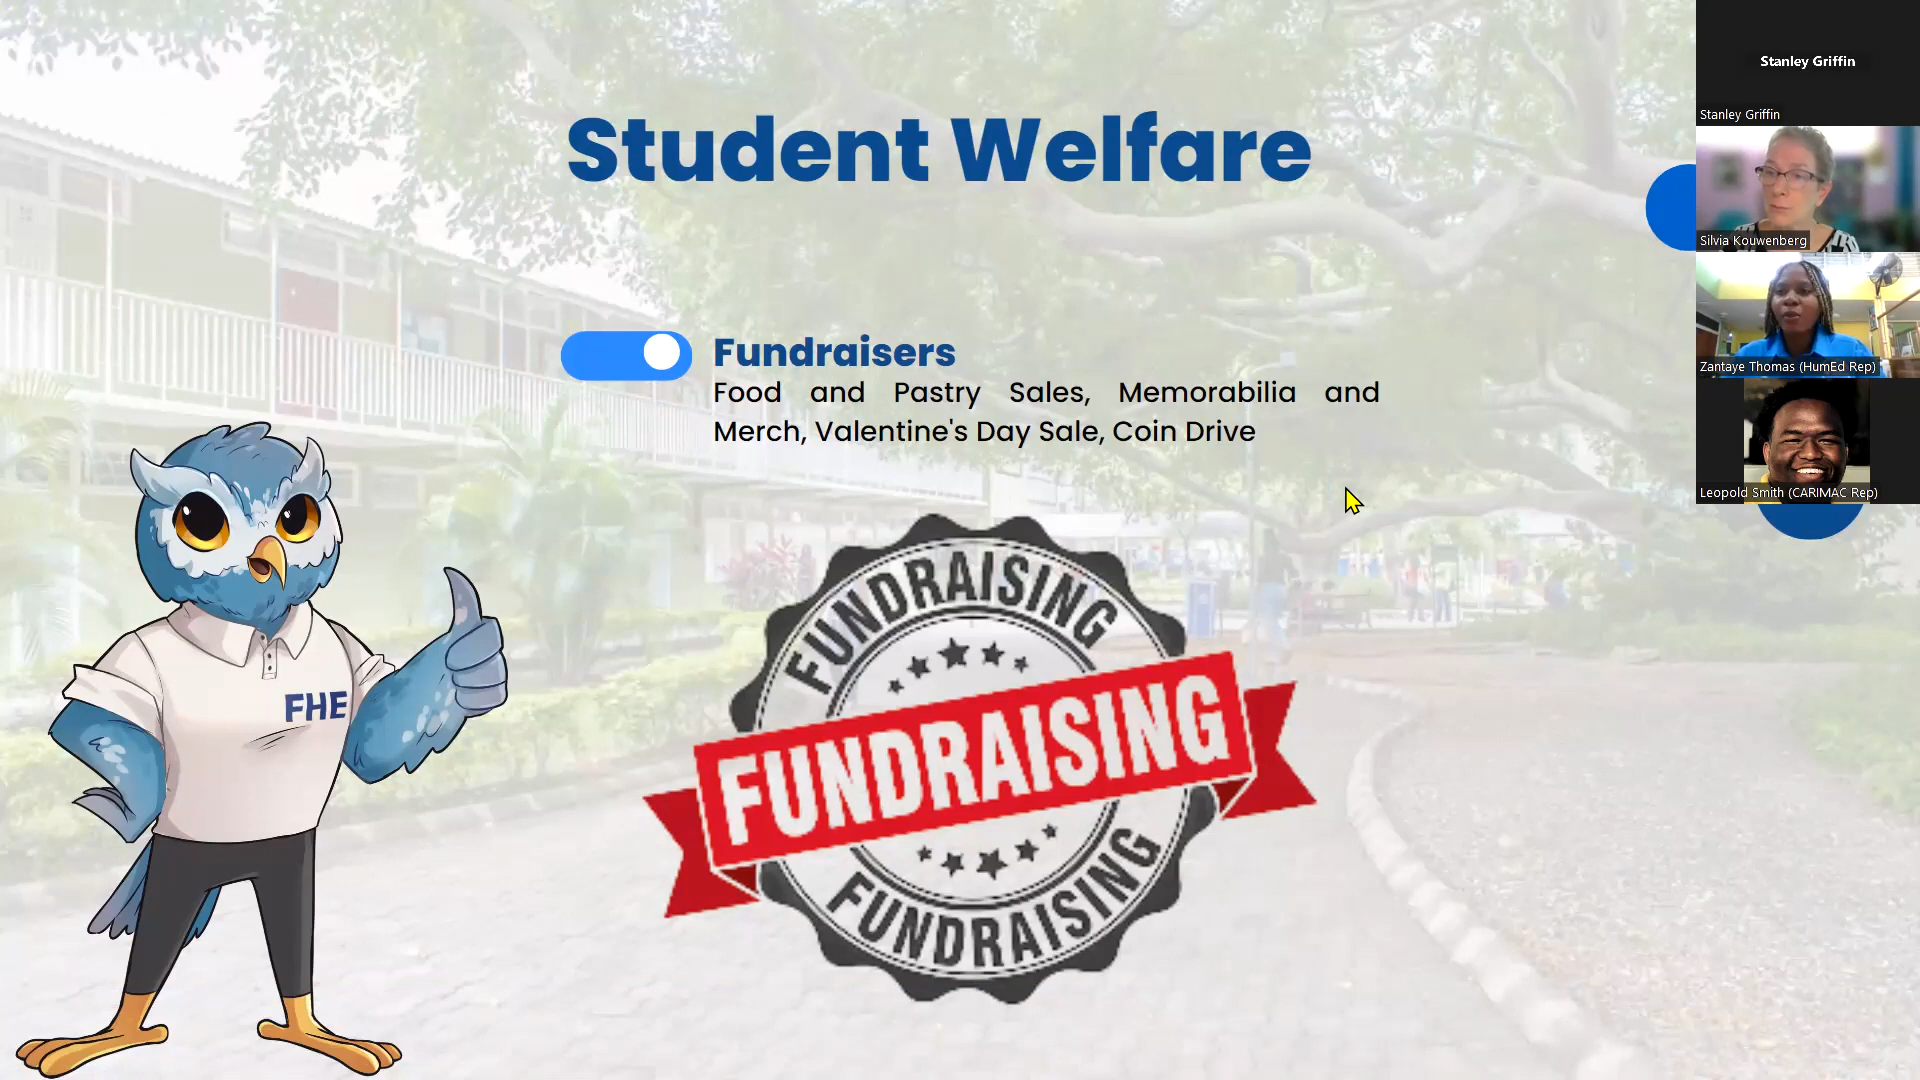 Student Welfare
Fundraisers
Food and Pastry Sales, Memorabilia and
Merch, Valentine's Day Sale, Coin Drive
FHE
FUNDRAISING
FUNDRAISING
FUNDRAISING
Stanley Griffin
Stanley Griffin
Silvia Kouwenberg
Zantaye Thomas (HumEd Rep)
Leopold Smith (CARIMAC Rep)